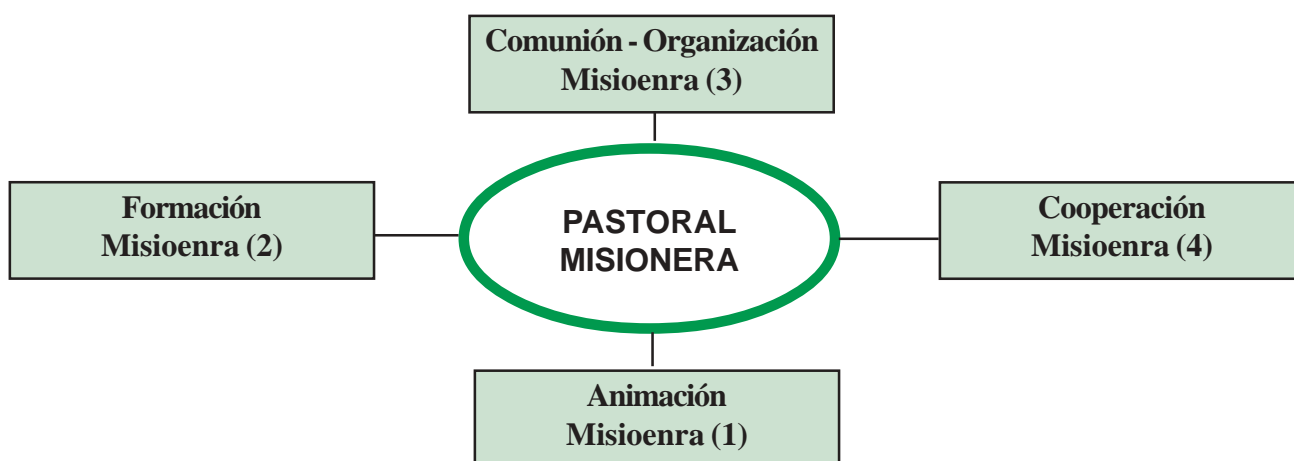 Comunión - Organización
Misioenra (3)
Formación
Misioenra (2)
PASTORAL
MISIONERA
Cooperación
Misioenra (4)
Animación
Misioenra (1)